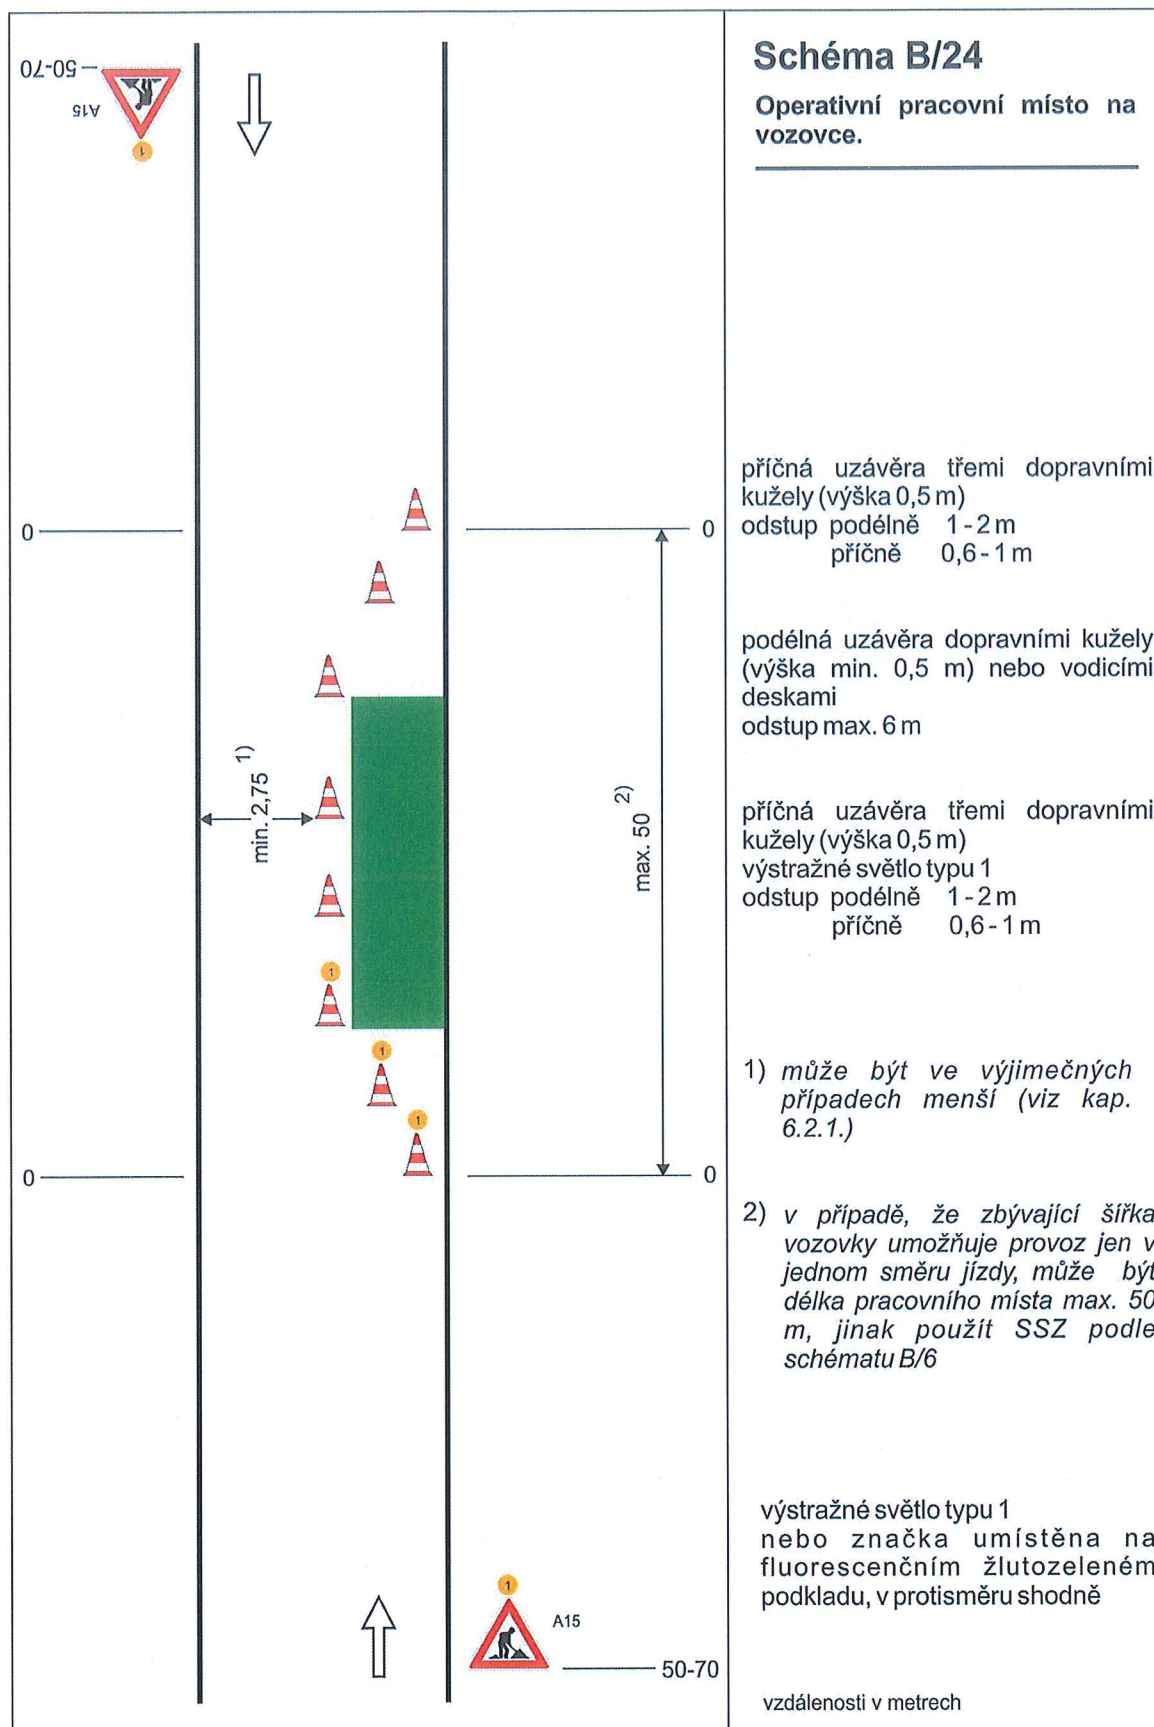 Schéma B/24
Operativní pracovní místo na
vozovce.
50-70
A15
1
0
0
příčná uzávěra třemi dopravními
kužely (výška 0,5 m)
odstup podélně 1-2 m
příčně 0,6-1 m
podélná uzávěra dopravními kužely
(výška min. 0,5 m) nebo vodicími
deskami
odstup max. 6 m
min. 2,75 1)
max. 50 2)
příčná uzávěra třemi dopravními
kužely (výška 0,5 m)
výstražné světlo typu 1
odstup podélně 1-2 m
příčně 0,6-1 m
1
1
1
0
0
1) může být ve výjimečných
případech menší (viz kap.
6.2.1.)
2) v případě, že zbývající šířka
vozovky umožňuje provoz jen v
jednom směru jízdy, může být
délka pracovního místa max. 50
m, jinak použít SSZ podle
schématu B/6
výstražné světlo typu 1
nebo značka umístěna na
fluorescenčním žlutozeleném
podkladu, v protisměru shodně
1
A15
50-70
vzdálenosti v metrech